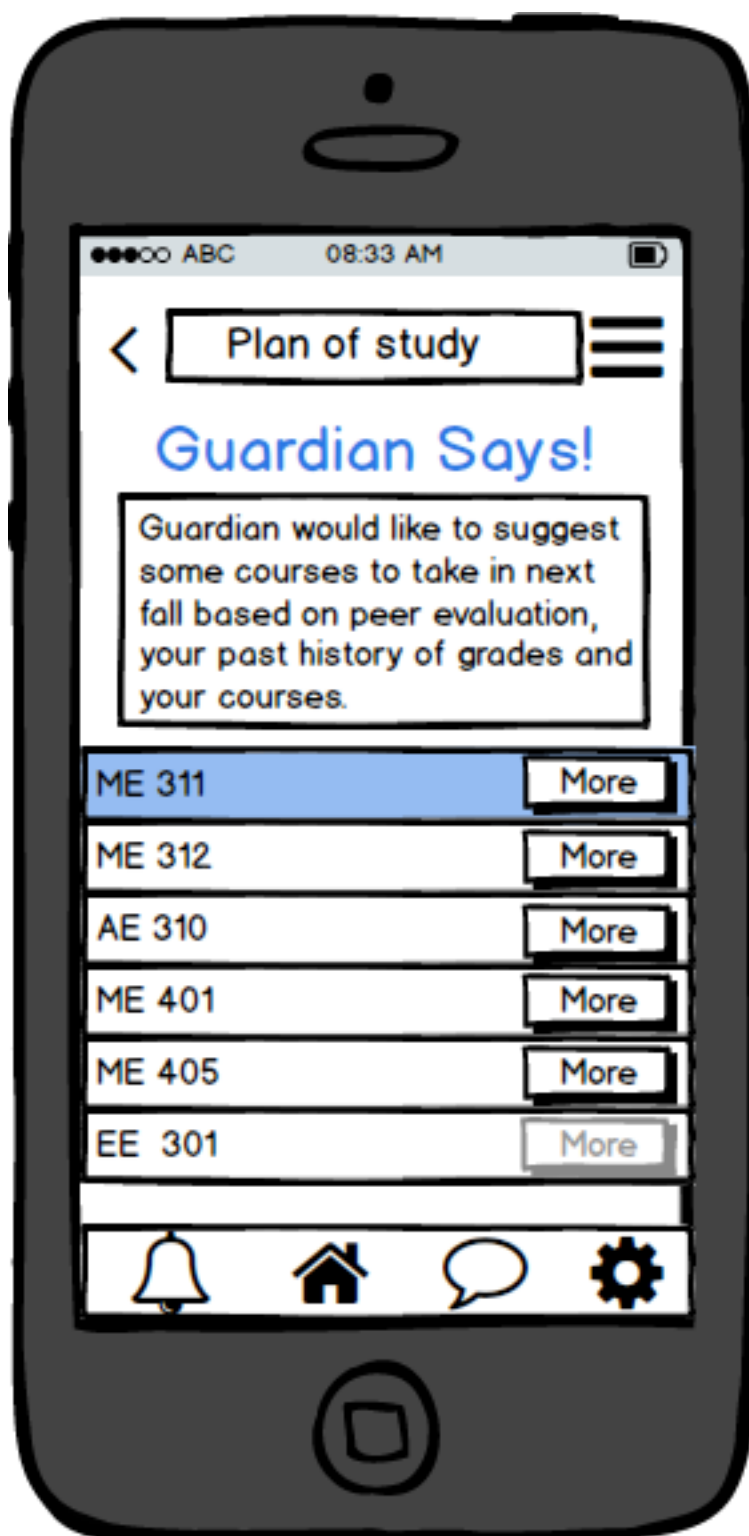 ABC 08:33 AM
Plan of study
Guardian Says!
Guardian would like to suggest
some courses to take in next
fall based on peer evaluation,
your past history of grades and
your courses.
ME 311 More
ME 312 More
AE 310 More
ME 401 More
ME 405 More
EE 301 More